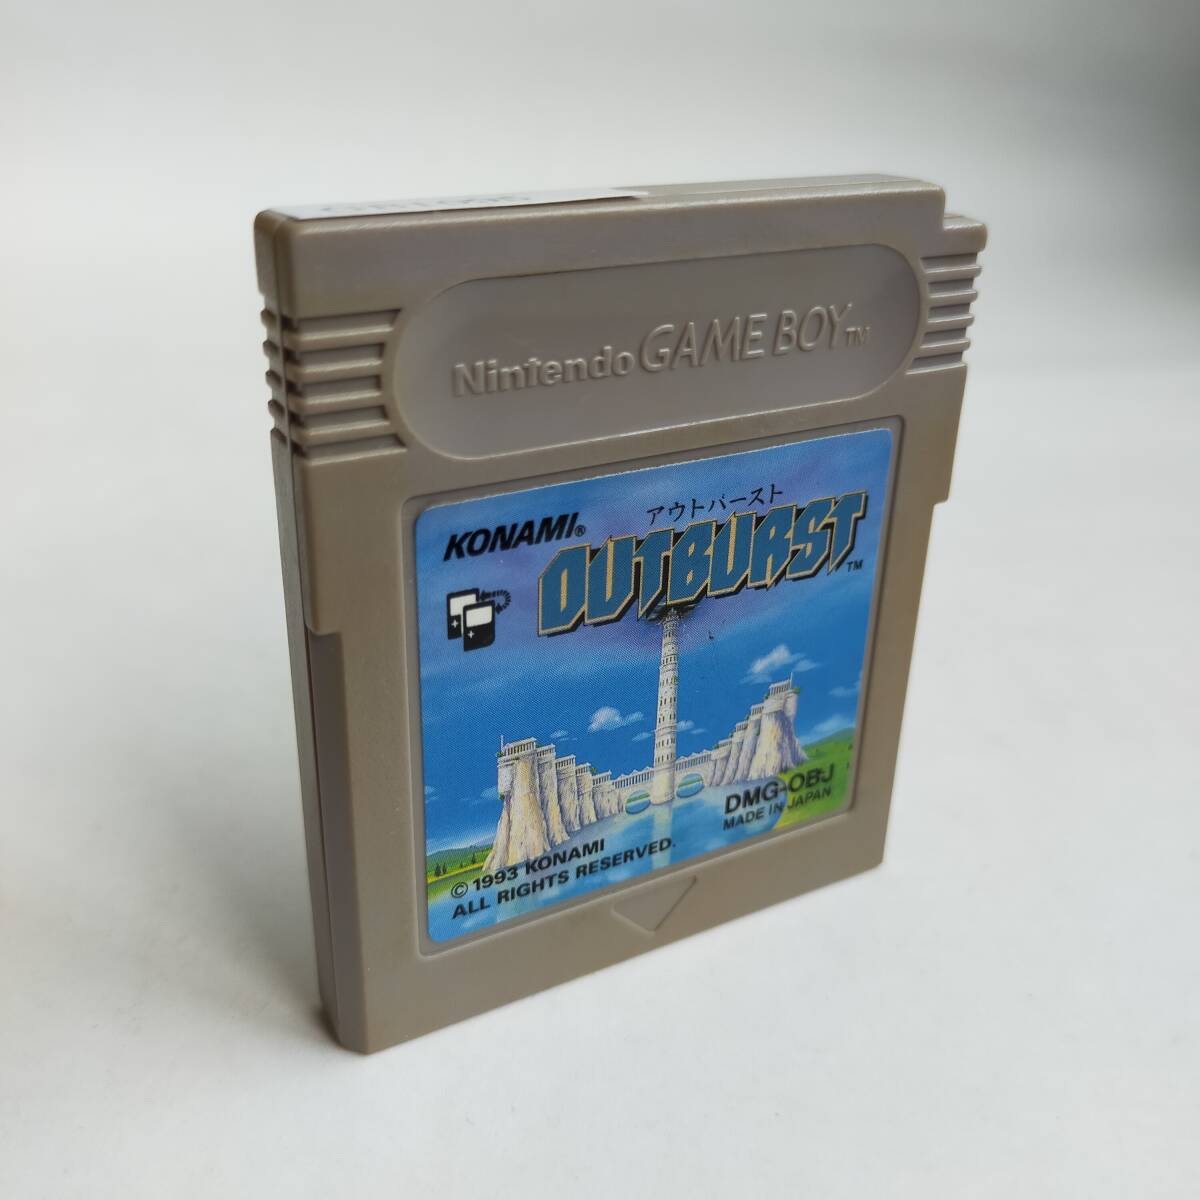 Nintendo GAME BOY™
KONAMI®
アウトバースト
OUTBURST™
DMG-OBJ
MADE IN JAPAN
© 1993 KONAMI
ALL RIGHTS RESERVED.